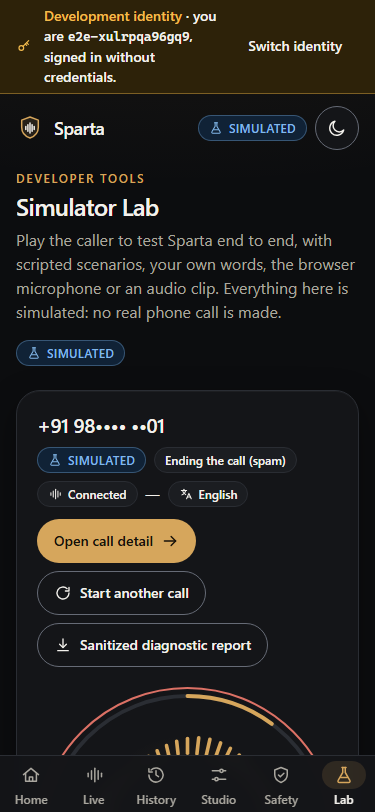 Development identity · you
are e2e-xulrpqa96gq9,
signed in without
credentials.
Switch identity
Sparta
SIMULATED
DEVELOPER TOOLS
Simulator Lab
Play the caller to test Sparta end to end, with
scripted scenarios, your own words, the browser
microphone or an audio clip. Everything here is
simulated: no real phone call is made.
SIMULATED
+91 98•••• ••01
SIMULATED
Ending the call (spam)
Connected — English
Open call detail
Start another call
Sanitized diagnostic report
Home Live History Studio Safety Lab